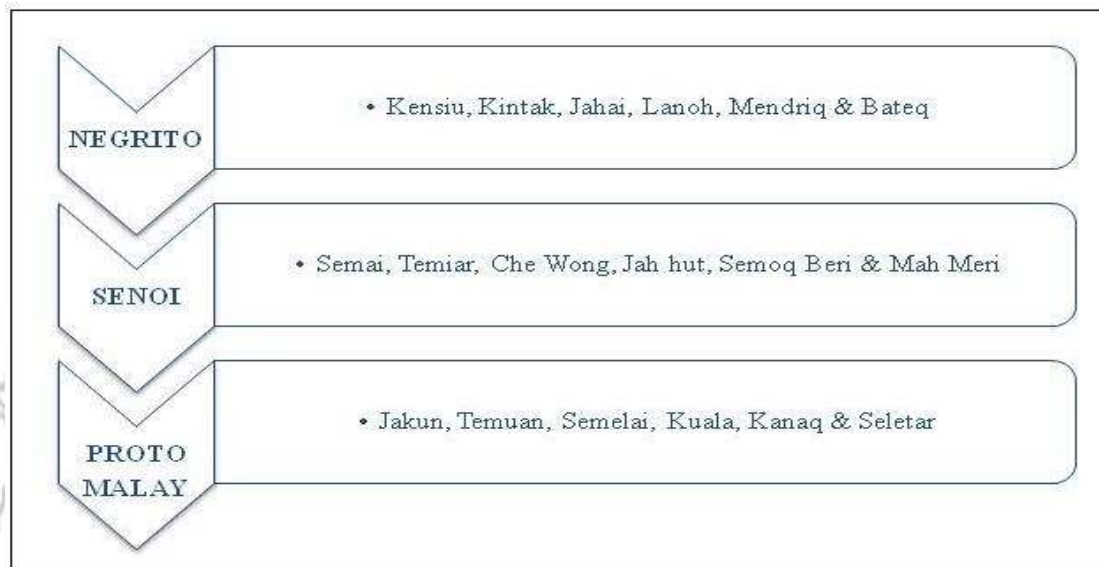 NEGRITO
• Kensiu, Kintak, Jahai, Lanoh, Mendriq & Bateq
SENOI
• Semai, Temiar, Che Wong, Jah hut, Semoq Beri & Mah Meri
PROTO
MALAY
• Jakun, Temuan, Semelai, Kuala, Kanaq & Seletar